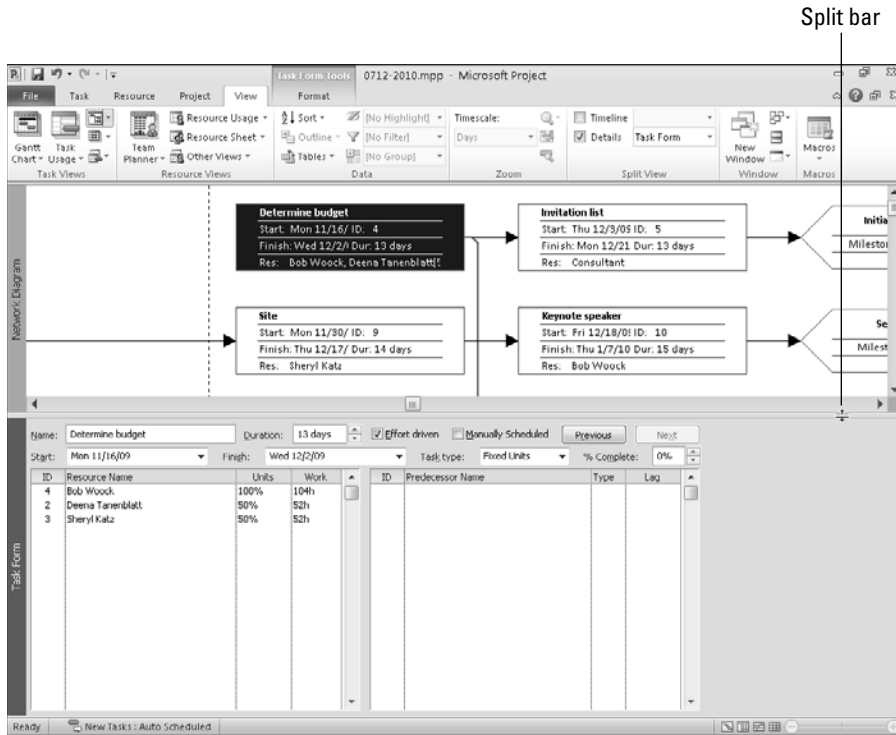 Split bar
Task Form Tools 0712-2010.mpp - Microsoft Project
File Task Resource Project View Format
Gantt Chart Task Usage Team Planner Resource Usage Resource Sheet Other Views Sort Outline Tables [No Highlight] [No Filter] [No Group] Timescale: Days Timeline Details Task Form New Window Macros
Task Views Resource Views Data Zoom Split View Window Macros
Network Diagram
Determine budget
Start: Mon 11/16/ ID: 4
Finish: Wed 12/2/ Dur: 13 days
Res: Bob Woock, Deena Tanenblatt[5
Invitation list
Start: Thu 12/3/09 ID: 5
Finish: Mon 12/21 Dur: 13 days
Res: Consultant
Initia
Milesto
Site
Start: Mon 11/30/ ID: 9
Finish: Thu 12/17/ Dur: 14 days
Res: Sheryl Katz
Keynote speaker
Start: Fri 12/18/09 ID: 10
Finish: Thu 1/7/10 Dur: 15 days
Res: Bob Woock
Se
Milest
Task Form
Name: Determine budget Duration: 13 days Effort driven Manually Scheduled Previous Next
Start: Mon 11/16/09 Finish: Wed 12/2/09 Task type: Fixed Units % Complete: 0%
ID Resource Name Units Work ID Predecessor Name Type Lag
4 Bob Woock 100% 104h
2 Deena Tanenblatt 50% 52h
3 Sheryl Katz 50% 52h
Ready New Tasks : Auto Scheduled